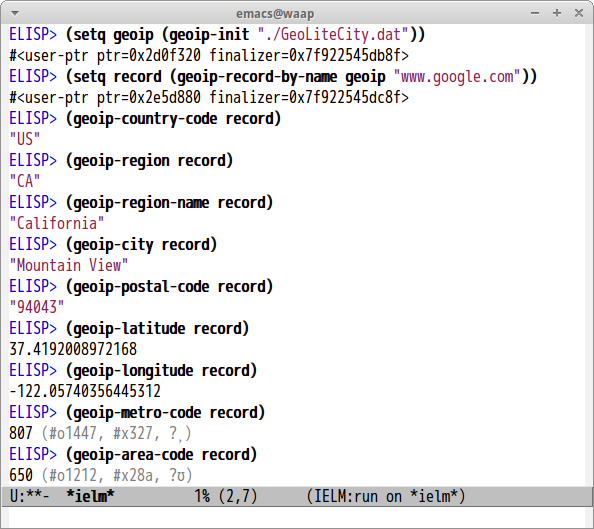 emacs@waap
ELISP> (setq geoip (geoip-init "./GeoLiteCity.dat"))
#<user-ptr ptr=0x2d0f320 finalizer=0x7f922545db8f>
ELISP> (setq record (geoip-record-by-name geoip "www.google.com"))
#<user-ptr ptr=0x2e5d880 finalizer=0x7f922545dc8f>
ELISP> (geoip-country-code record)
"US"
ELISP> (geoip-region record)
"CA"
ELISP> (geoip-region-name record)
"California"
ELISP> (geoip-city record)
"Mountain View"
ELISP> (geoip-postal-code record)
"94043"
ELISP> (geoip-latitude record)
37.4192008972168
ELISP> (geoip-longitude record)
-122.05740356445312
ELISP> (geoip-metro-code record)
807 (#o1447, #x327, ?̧)
ELISP> (geoip-area-code record)
650 (#o1212, #x28a, ?ʊ)
U:**- *ielm* 1% (2,7) (IELM:run on *ielm*)